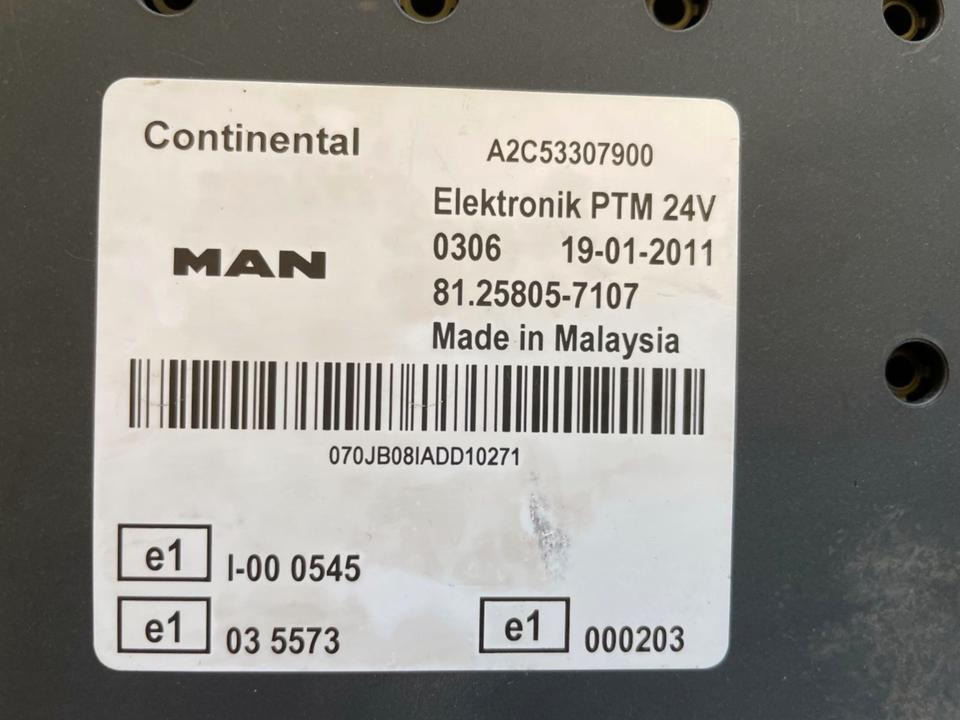 Continental
A2C53307900
Elektronik PTM 24V
MAN
0306 19-01-2011
81.25805-7107
Made in Malaysia
070JB08IADD10271
e1 I-00 0545
e1 03 5573
e1 000203